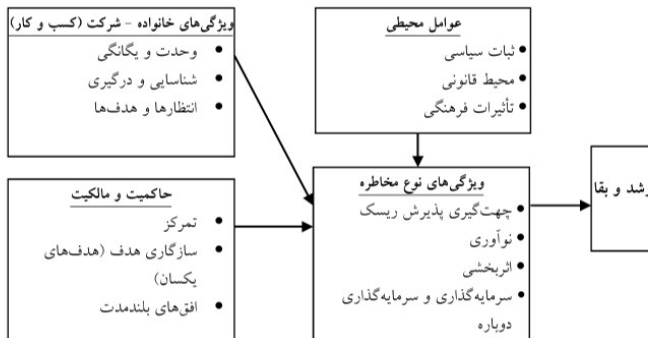 ویژگی‌های خانواده - شرکت (کسب و کار)
وحدت و یگانگی
شناسایی و درگیری
انتظارها و هدف‌ها
عوامل محیطی
ثبات سیاسی
محیط قانونی
تأثیرات فرهنگی
حاکمیت و مالکیت
تمرکز
سازگاری هدف (هدف‌های
یکسان)
افق‌های بلندمدت
ویژگی‌های نوع مخاطره
چهت‌گیری پذیرش ریسک
نوآوری
اثربخشی
سرمایه‌گذاری و سرمایه‌گذاری
دوباره
رشد و بقا